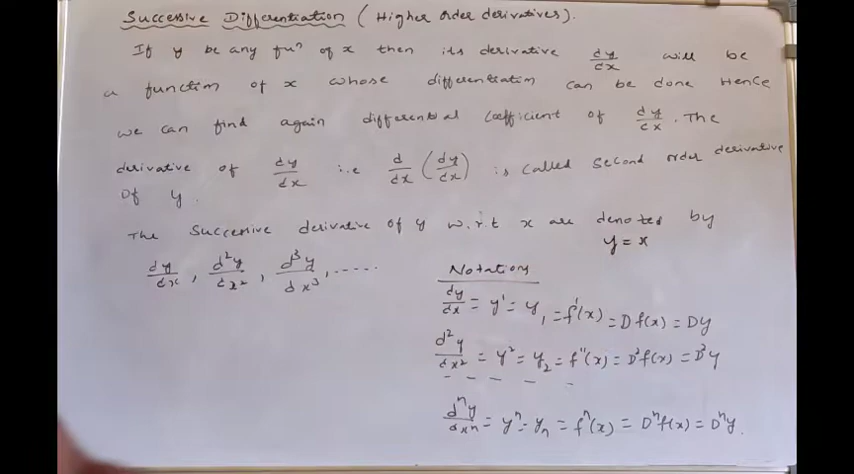 Successive Differentiation (Higher order derivatives).
If y be any fuⁿ of x then its derivative dy/dx will be
a function of x whose differentiation can be done Hence
we can find again differential coefficient of dy/dx. The
derivative of dy/dx i.e d/dx (dy/dx) is called second order derivative
of y.
The Successive derivative of y w.r.t x are denoted by
y = x
dy/dx, d²y/dx², d³y/dx³, .....
Notation
dy/dx = y' = y₁ = f'(x) = D f(x) = Dy
d²y/dx² = y² = y₂ = f''(x) = D²f(x) = D²y
- - - - -
dⁿy/dxⁿ = yⁿ = yₙ = fⁿ(x) = Dⁿf(x) = Dⁿy.